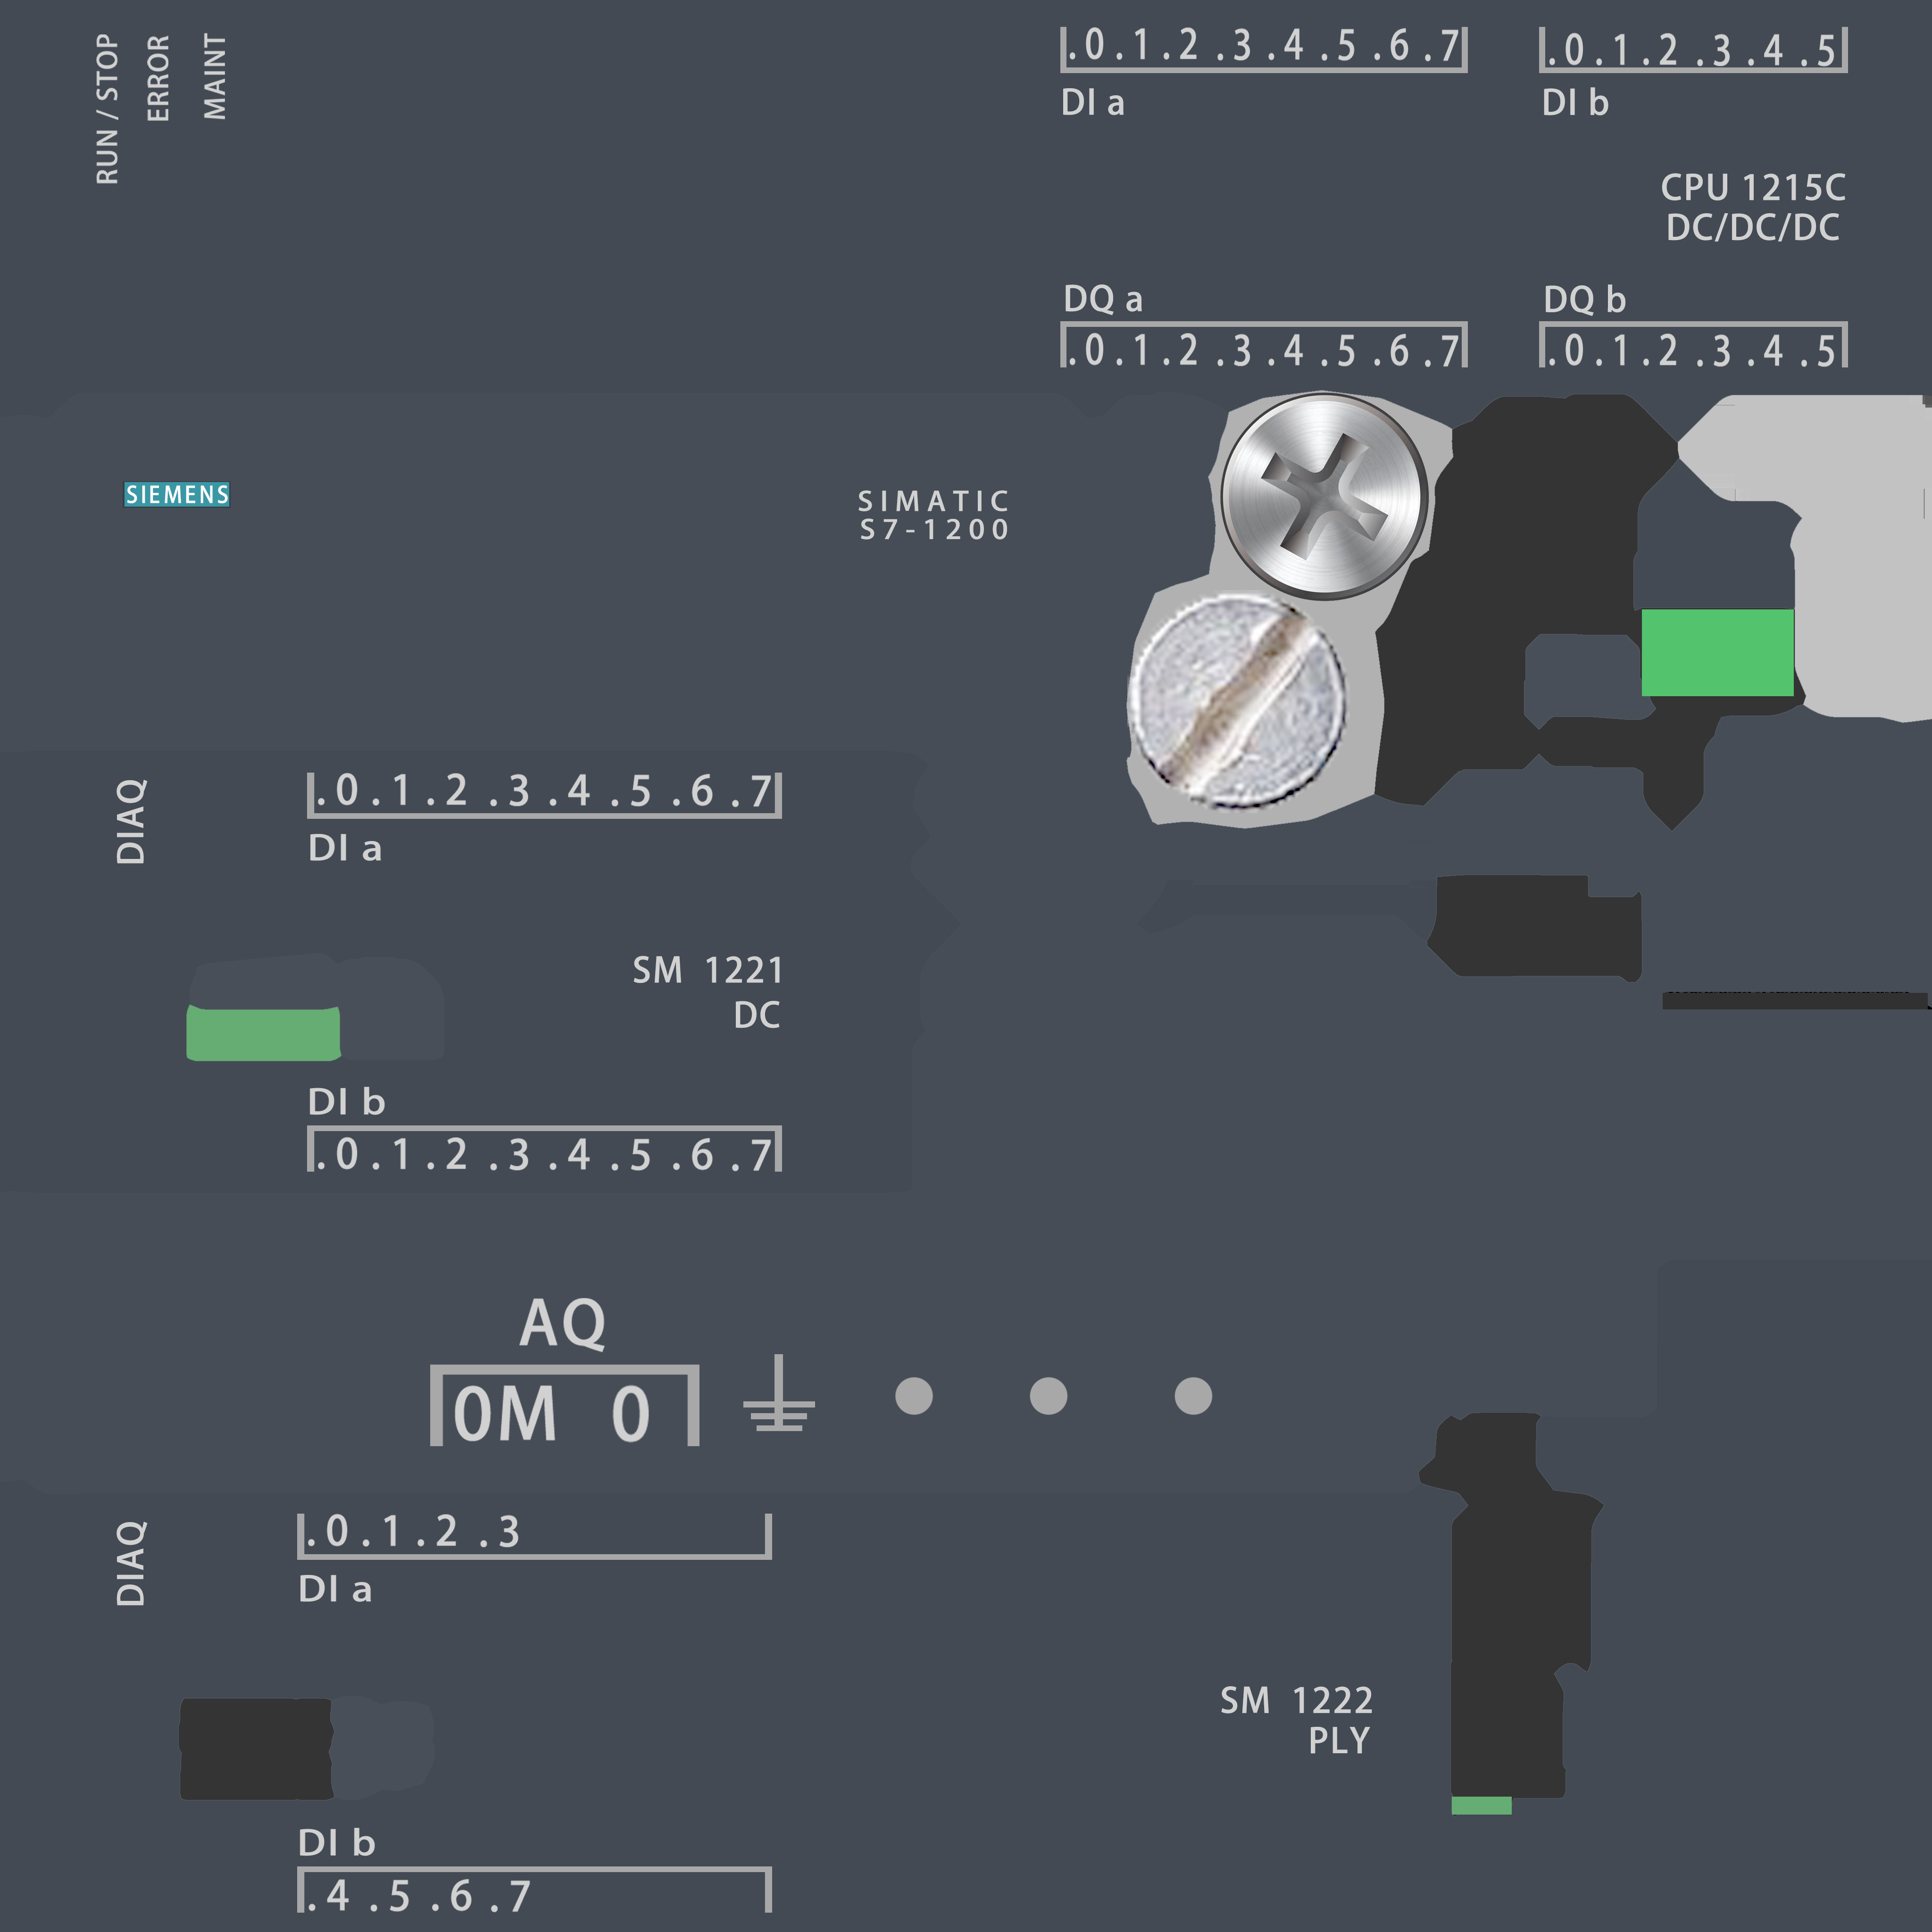 RUN / STOP
ERROR
MAINT
.0 .1 .2 .3 .4 .5 .6 .7
DI a
.0 .1 .2 .3 .4 .5
DI b
CPU 1215C
DC/DC/DC
DQ a
.0 .1 .2 .3 .4 .5 .6 .7
DQ b
.0 .1 .2 .3 .4 .5
SIEMENS
SIMATIC
S7-1200
DIAQ
.0 .1 .2 .3 .4 .5 .6 .7
DI a
SM 1221
DC
DI b
.0 .1 .2 .3 .4 .5 .6 .7
AQ
0M 0
DIAQ
.0 .1 .2 .3
DI a
SM 1222
PLY
DI b
.4 .5 .6 .7